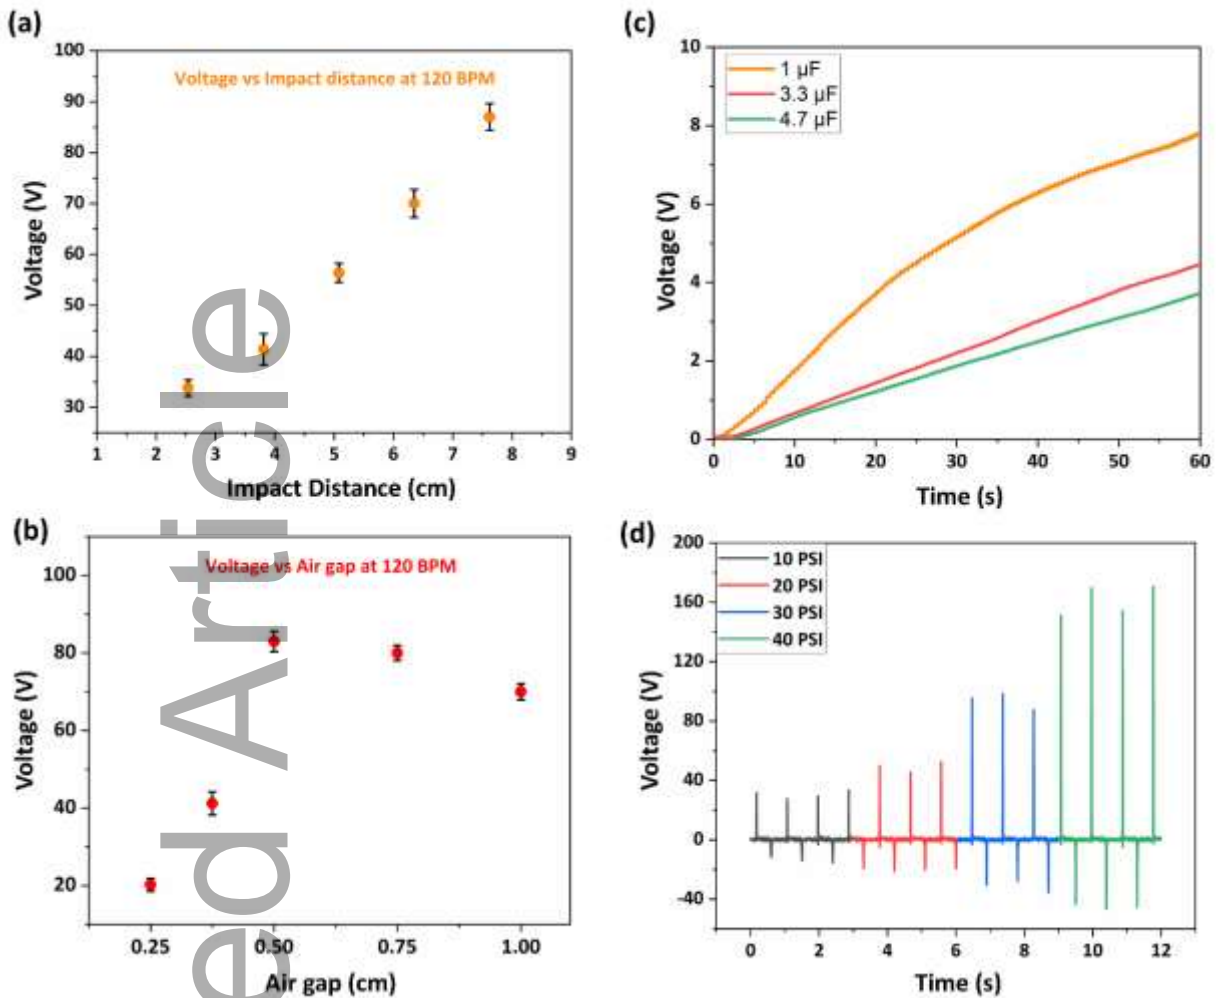 (a)
100
90
80
70
60
50
40
30
Voltage (V)
Voltage vs Impact distance at 120 BPM
1 2 3 4 5 6 7 8 9
Impact Distance (cm)
(c)
10
8
6
4
2
0
Voltage (V)
1 µF
3.3 µF
4.7 µF
0 10 20 30 40 50 60
Time (s)
(b)
100
80
60
40
20
Voltage (V)
Voltage vs Air gap at 120 BPM
0.25 0.50 0.75 1.00
Air gap (cm)
(d)
200
160
120
80
40
0
-40
Voltage (V)
10 PSI
20 PSI
30 PSI
40 PSI
0 2 4 6 8 10 12
Time (s)
ed Article